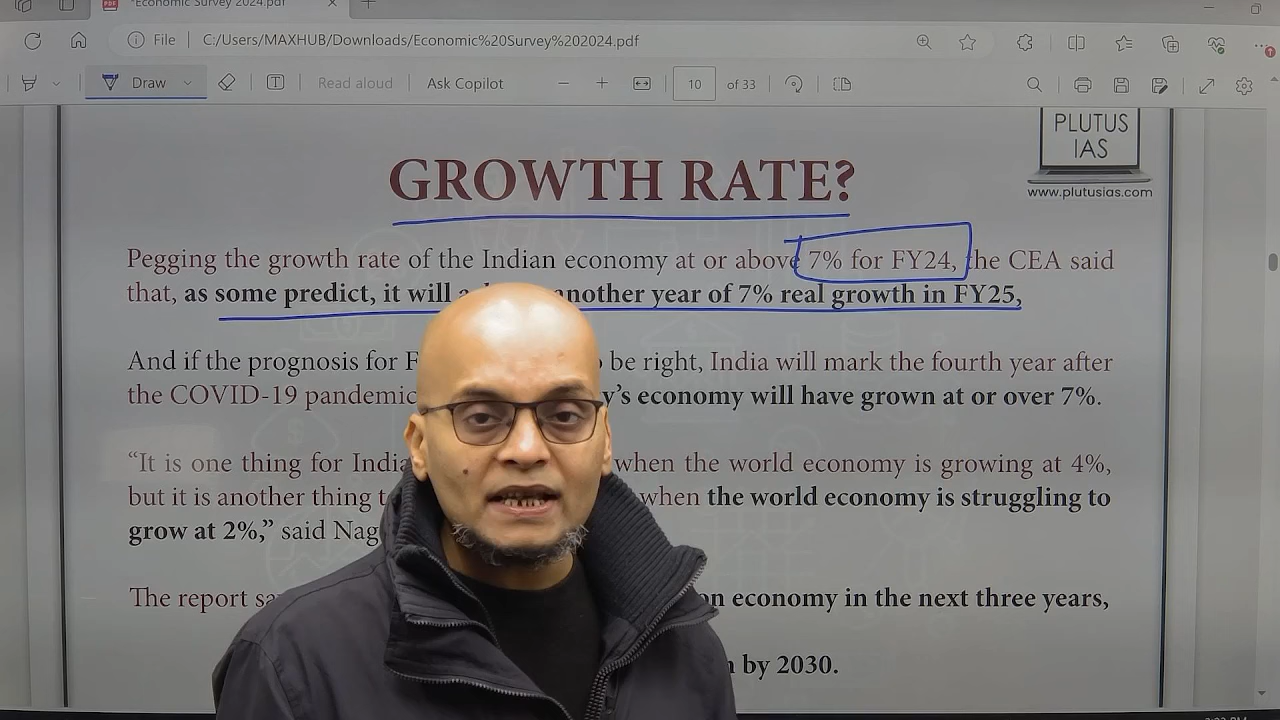 *Economic Survey 2024.pdf
File C:/Users/MAXHUB/Downloads/Economic%20Survey%202024.pdf
Draw Read aloud Ask Copilot 10 of 33
PLUTUS
IAS
www.plutusias.com
GROWTH RATE?
Pegging the growth rate of the Indian economy at or above 7% for FY24, the CEA said
that, as some predict, it will another year of 7% real growth in FY25,
And if the prognosis for F be right, India will mark the fourth year after
the COVID-19 pandemic y's economy will have grown at or over 7%.
"It is one thing for India when the world economy is growing at 4%,
but it is another thing when the world economy is struggling to
grow at 2%," said Nag
The report on economy in the next three years,
by 2030.